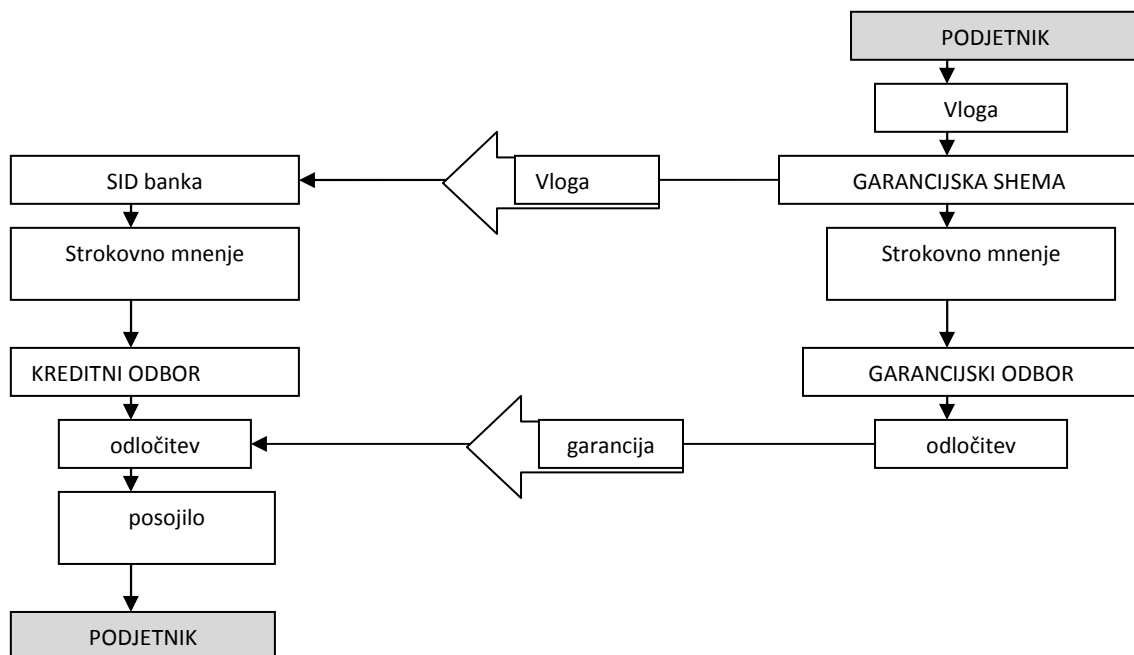 PODJETNIK
Vloga
SID banka
Vloga
GARANCIJSKA SHEMA
Strokovno mnenje
Strokovno mnenje
KREDITNI ODBOR
GARANCIJSKI ODBOR
odločitev
garancija
odločitev
posojilo
PODJETNIK